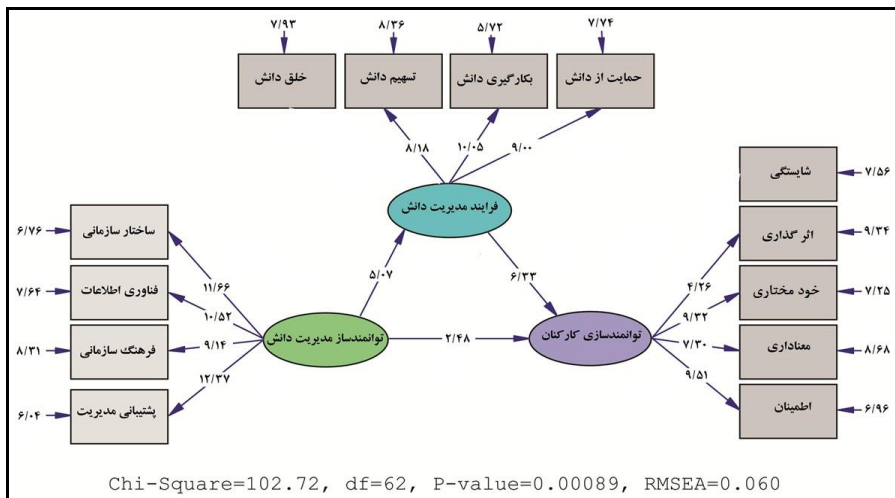 ۷/۹۳
۸/۳۶
۵/۷۲
۷/۷۴
خلق دانش
تسهیم دانش
بکارگیری دانش
حمایت از دانش
۸/۱۸
۱۰/۰۵
۹/۰۰
فرایند مدیریت دانش
شایستگی
۷/۵۶
اثر گذاری
۹/۳۴
خود مختاری
۷/۲۵
معناداری
۸/۶۸
اطمینان
۶/۹۶
۴/۲۶
۹/۳۲
۷/۳۰
۹/۵۱
۶/۷۶
ساختار سازمانی
۷/۶۴
فناوری اطلاعات
۸/۳۱
فرهنگ سازمانی
۶/۰۴
پشتیبانی مدیریت
۱۱/۶۶
۱۰/۵۲
۹/۱۴
۱۲/۳۷
۵/۰۷
۶/۳۳
توانمندساز مدیریت دانش
۲/۴۸
توانمندسازی کارکنان
Chi-Square=102.72, df=62, P-value=0.00089, RMSEA=0.060